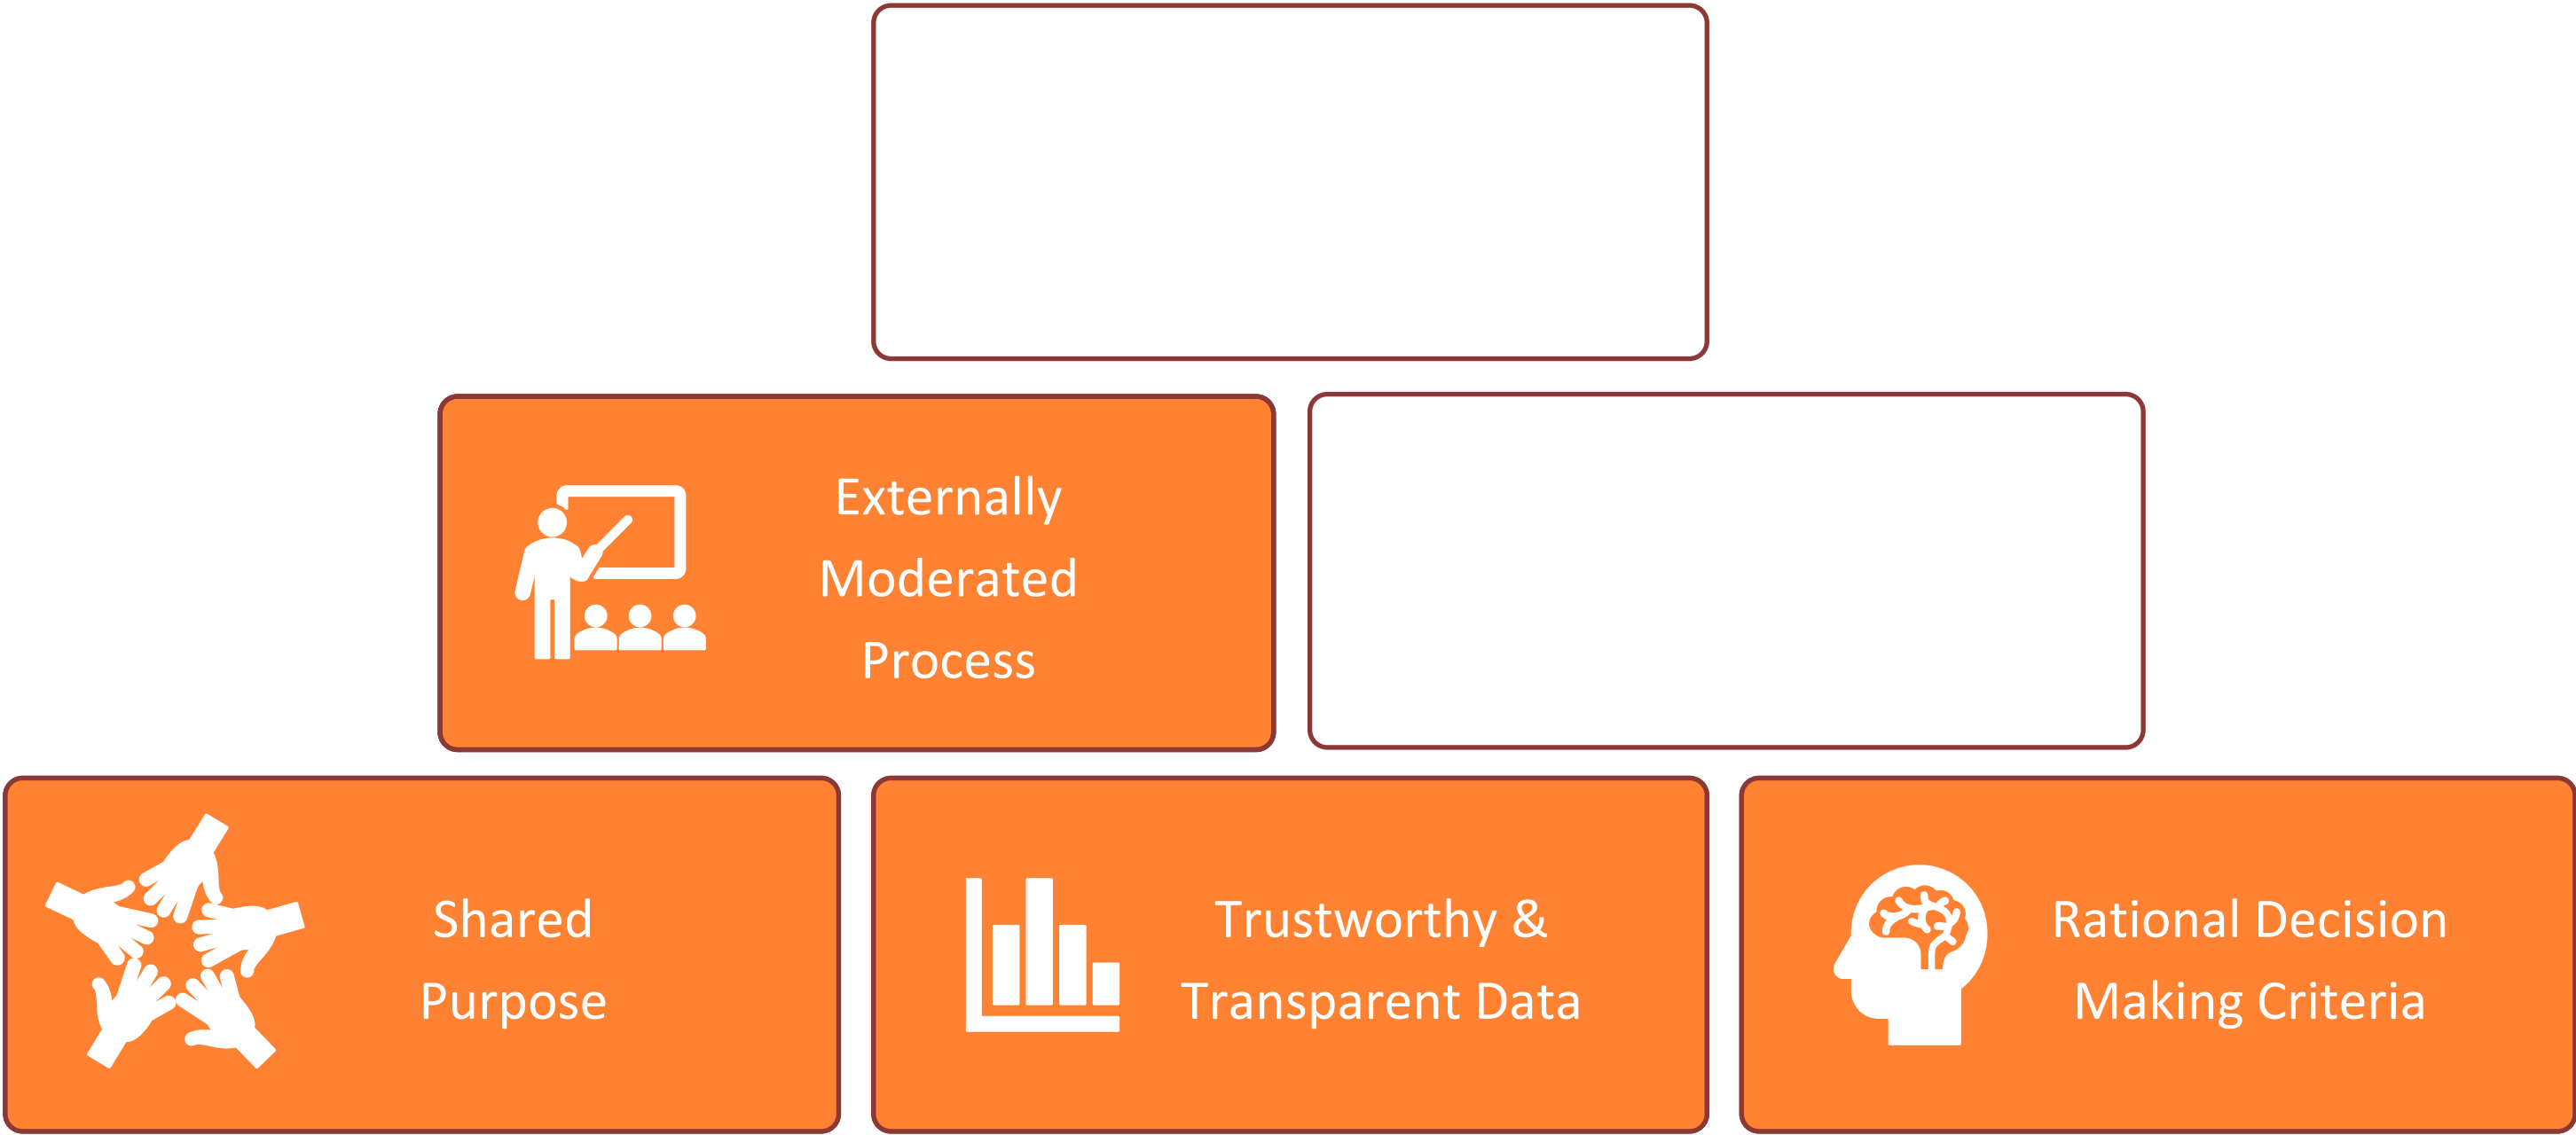 Externally
Moderated
Process
Shared
Purpose
Trustworthy &
Transparent Data
Rational Decision
Making Criteria